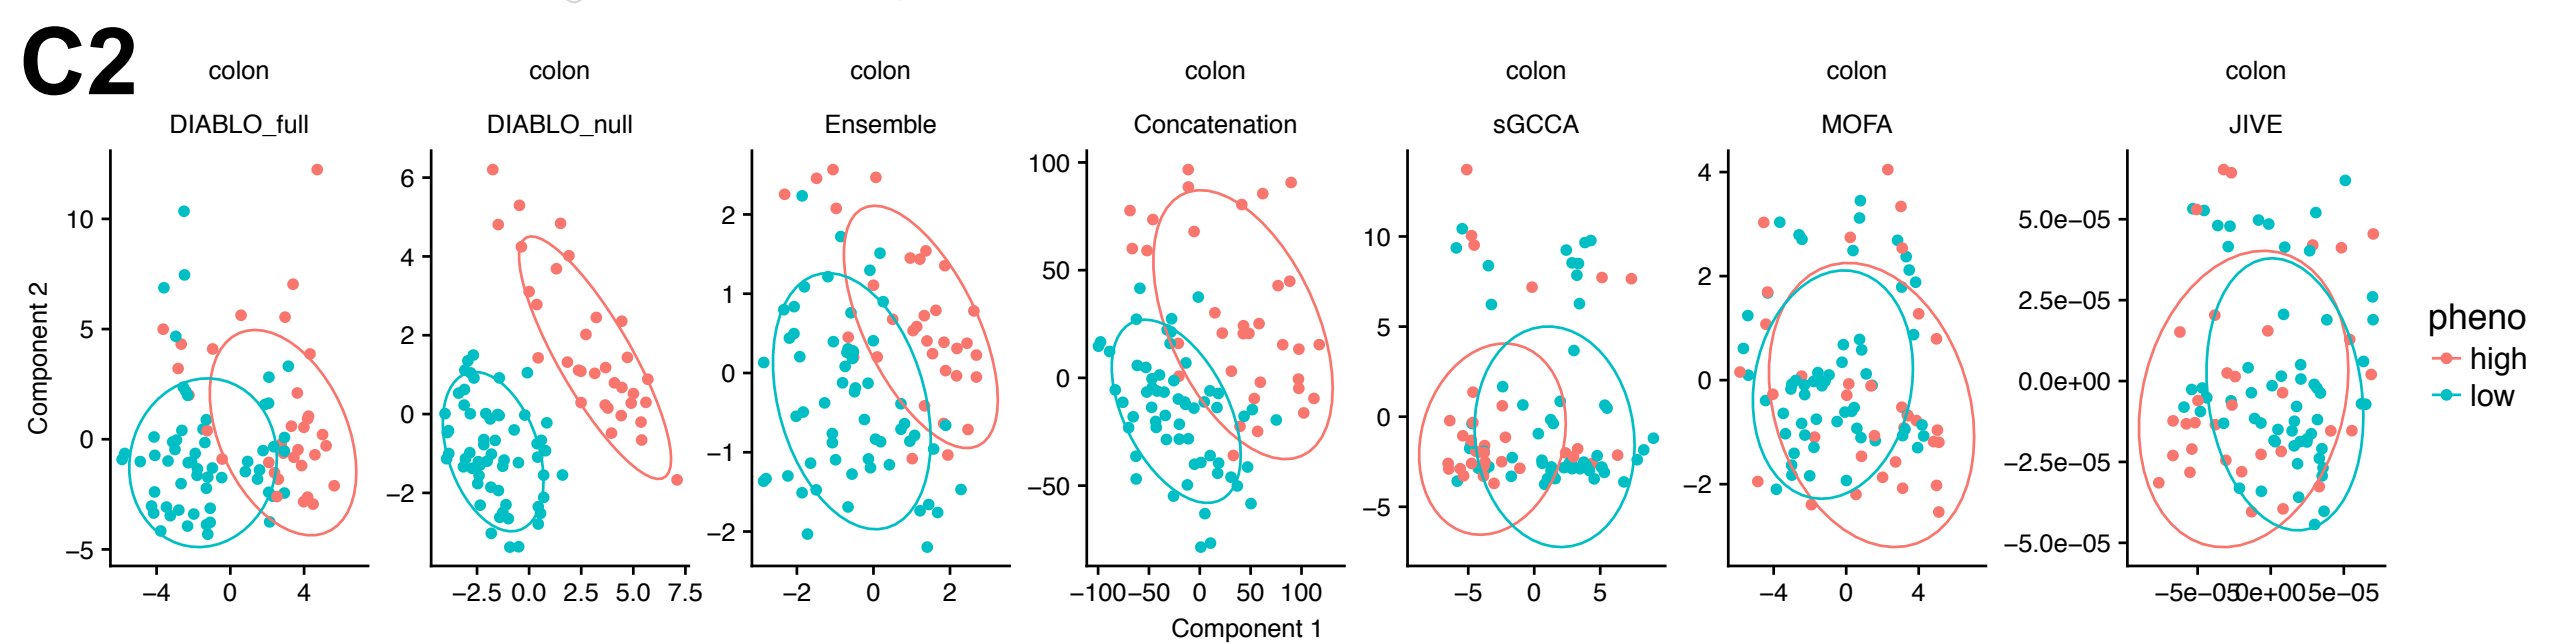 C2
colon colon colon colon colon colon colon
DIABLO_full DIABLO_null Ensemble Concatenation sGCCA MOFA JIVE
Component 2
10
5
0
−5
−4 0 4
6
4
2
0
−2
−2.5 0.0 2.5 5.0 7.5
2
1
0
−1
−2
−2 0 2
100
50
0
−50
−100 −50 0 50 100
10
5
0
−5
−5 0 5
4
2
0
−2
−4 0 4
5.0e−05
2.5e−05
0.0e+00
−2.5e−05
−5.0e−05
−5e−05 0e+00 5e−05
Component 1
pheno
high
low